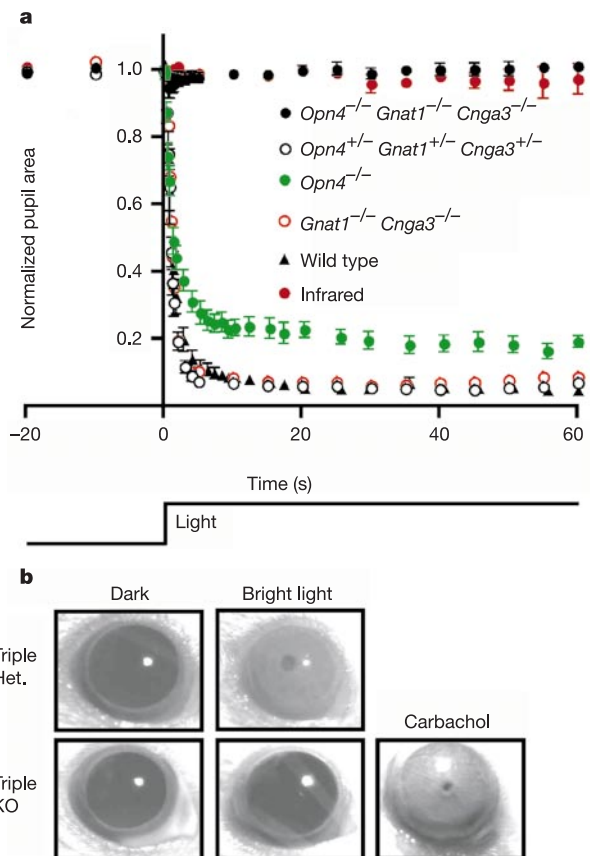 a
Normalized pupil area
1.0
0.8
0.6
0.4
0.2
Opn4–/– Gnat1–/– Cnga3–/–
Opn4+/– Gnat1+/– Cnga3+/–
Opn4–/–
Gnat1–/– Cnga3–/–
Wild type
Infrared
–20 0 20 40 60
Time (s)
Light
b
Dark Bright light
Triple
Het.
Carbachol
Triple
KO